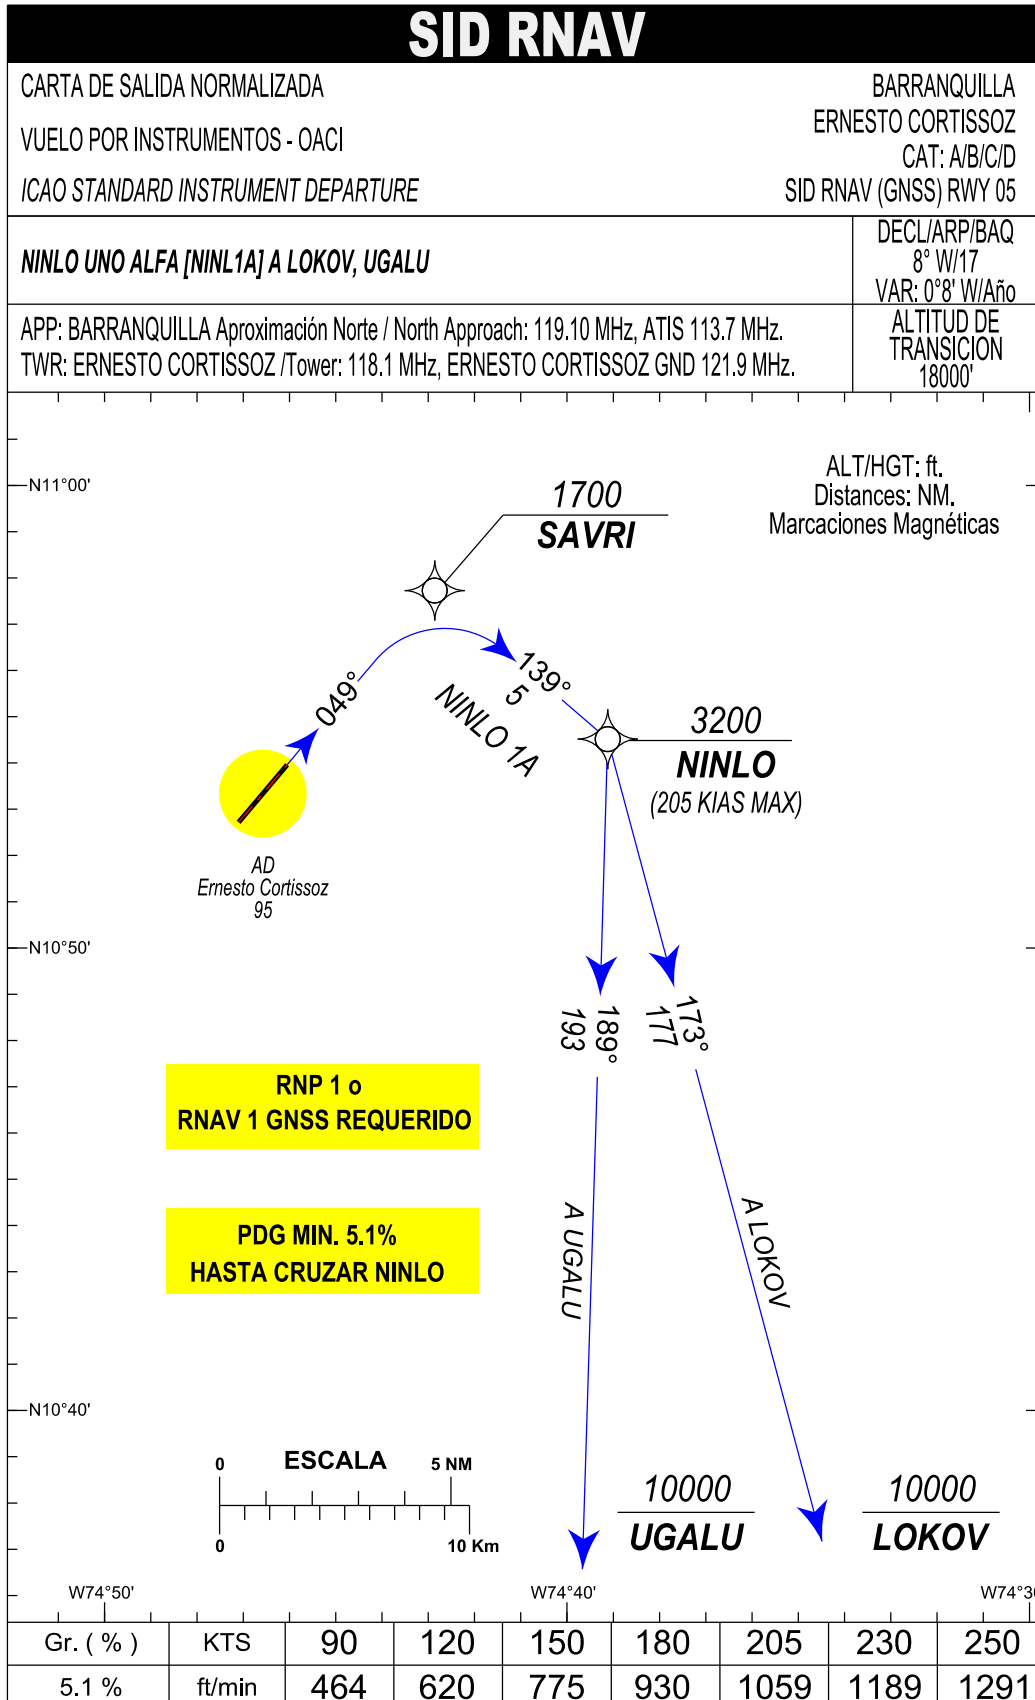 SID RNAV
CARTA DE SALIDA NORMALIZADA
VUELO POR INSTRUMENTOS - OACI
ICAO STANDARD INSTRUMENT DEPARTURE
BARRANQUILLA
ERNESTO CORTISSOZ
CAT: A/B/C/D
SID RNAV (GNSS) RWY 05
NINLO UNO ALFA [NINL1A] A LOKOV, UGALU
DECL/ARP/BAQ
8° W/17
VAR: 0°8' W/Año
APP: BARRANQUILLA Aproximación Norte / North Approach: 119.10 MHz, ATIS 113.7 MHz.
TWR: ERNESTO CORTISSOZ /Tower: 118.1 MHz, ERNESTO CORTISSOZ GND 121.9 MHz.
ALTITUD DE
TRANSICION
18000'
ALT/HGT: ft.
Distances: NM.
Marcaciones Magnéticas
N11°00'
1700
SAVRI
049°
139°
5
NINLO 1A
3200
NINLO
(205 KIAS MAX)
AD
Ernesto Cortissoz
95
N10°50'
189°
193
173°
177
RNP 1 o
RNAV 1 GNSS REQUERIDO
PDG MIN. 5.1%
HASTA CRUZAR NINLO
A UGALU
A LOKOV
N10°40'
0 ESCALA 5 NM
0 10 Km
10000
UGALU
10000
LOKOV
W74°50' W74°40' W74°30
Gr. ( % ) KTS 90 120 150 180 205 230 250
5.1 % ft/min 464 620 775 930 1059 1189 1291